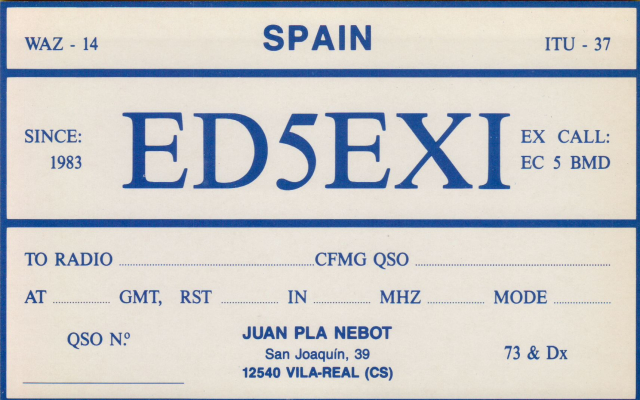 WAZ - 14 SPAIN ITU - 37
SINCE: 1983
ED5EXI
EX CALL: EC 5 BMD
TO RADIO ........ CFMG QSO ........
AT ........ GMT, RST ........ IN ........ MHZ ........ MODE ........
QSO N.º
JUAN PLA NEBOT
San Joaquín, 39
12540 VILA-REAL (CS)
73 & Dx